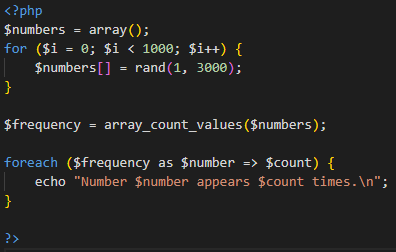 <?php
$numbers = array();
for ($i = 0; $i < 1000; $i++) {
    $numbers[] = rand(1, 3000);
}

$frequency = array_count_values($numbers);

foreach ($frequency as $number => $count) {
    echo "Number $number appears $count times.\n";
}

?>